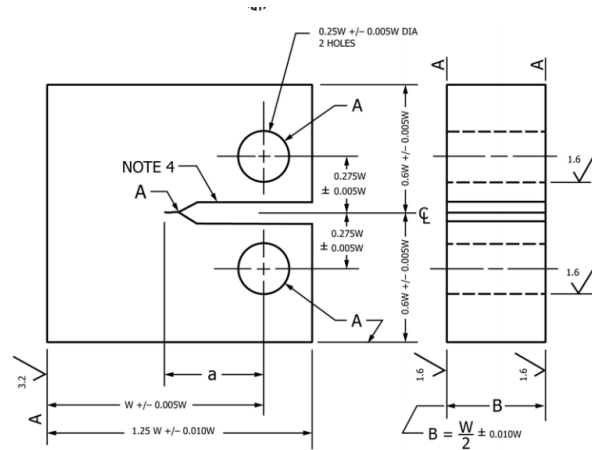 0.25W +/– 0.005W DIA
2 HOLES
A
A
A
NOTE 4
A
0.275W
± 0.005W
0.6W +/– 0.005W
1.6
℄
0.275W
± 0.005W
0.6W +/– 0.005W
1.6
A
3.2
a
1.6
1.6
W +/– 0.005W
B
A
1.25 W +/– 0.010W
B = W/2 ± 0.010W